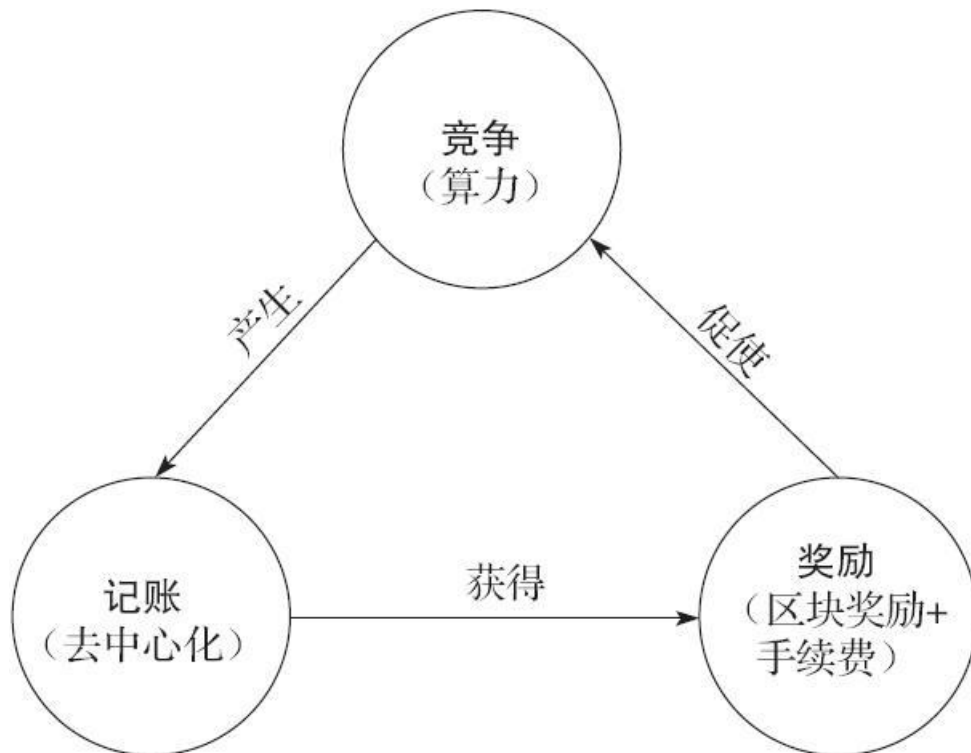 竞争
（算力）
产生
促使
记账
（去中心化）
获得
奖励
（区块奖励+
手续费）